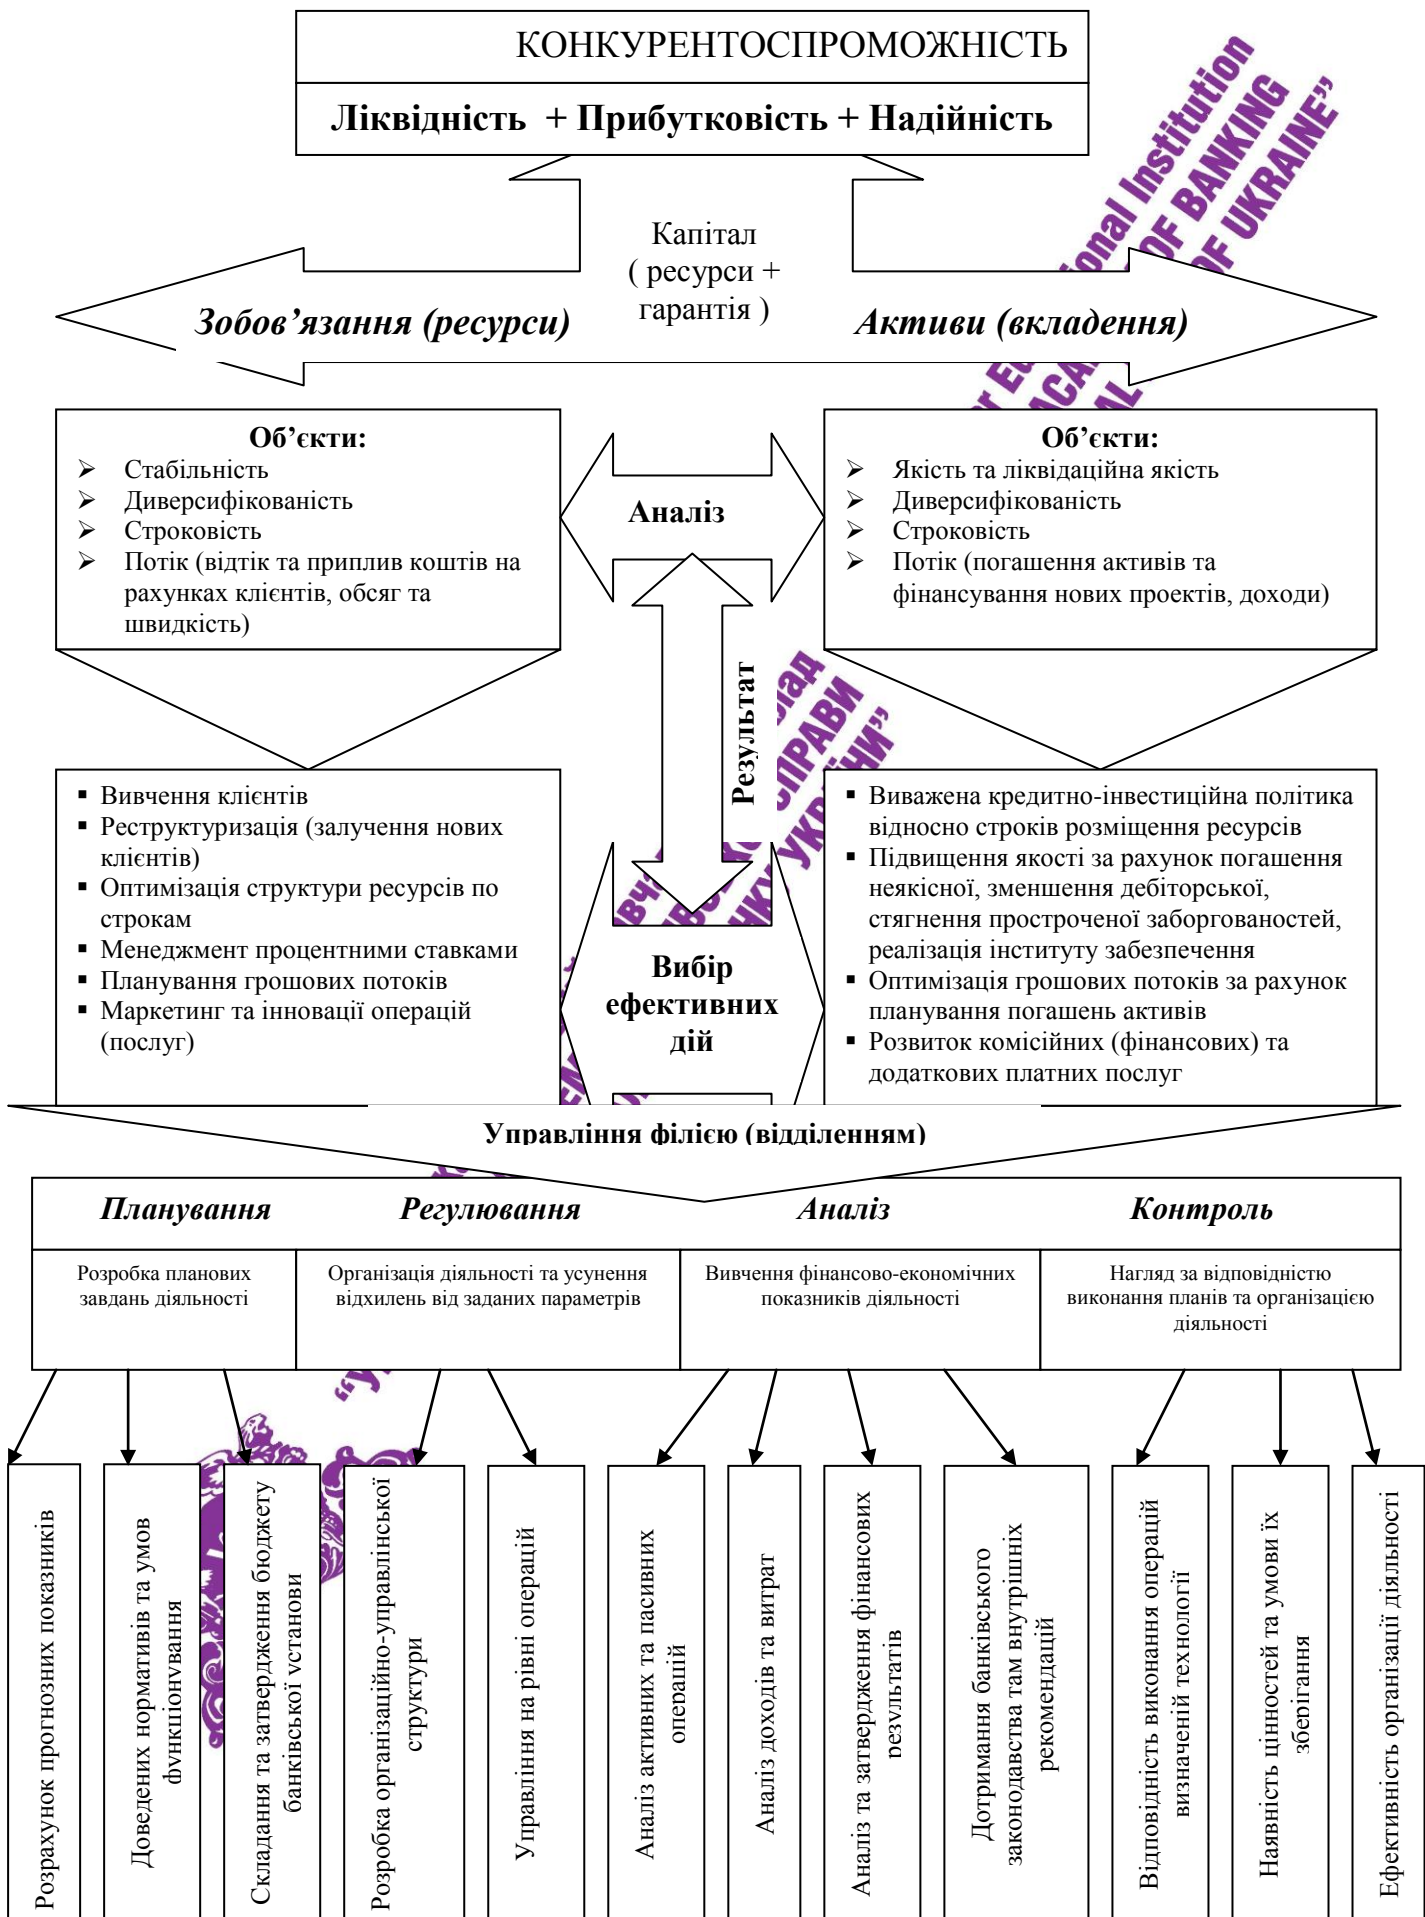 КОНКУРЕНТОСПРОМОЖНІСТЬ
Ліквідність + Прибутковість + Надійність
Капітал
( ресурси +
гарантія )
Зобов’язання (ресурси)
Активи (вкладення)
Об’єкти:
➢ Стабільність
➢ Диверсифікованість
➢ Строковість
➢ Потік (відтік та приплив коштів на
рахунках клієнтів, обсяг та
швидкість)
Аналіз
Об’єкти:
➢ Якість та ліквідаційна якість
➢ Диверсифікованість
➢ Строковість
➢ Потік (погашення активів та
фінансування нових проектів, доходи)
Результат
▪ Вивчення клієнтів
▪ Реструктуризація (залучення нових
клієнтів)
▪ Оптимізація структури ресурсів по
строкам
▪ Менеджмент процентними ставками
▪ Планування грошових потоків
▪ Маркетинг та інновації операцій
(послуг)
Вибір
ефективних
дій
▪ Виважена кредитно-інвестиційна політика
відносно строків розміщення ресурсів
▪ Підвищення якості за рахунок погашення
неякісної, зменшення дебіторської,
стягнення простроченої заборгованостей,
реалізація інституту забезпечення
▪ Оптимізація грошових потоків за рахунок
планування погашень активів
▪ Розвиток комісійних (фінансових) та
додаткових платних послуг
Управління філією (відділенням)
Планування
Регулювання
Аналіз
Контроль
Розробка планових
завдань діяльності
Організація діяльності та усунення
відхилень від заданих параметрів
Вивчення фінансово-економічних
показників діяльності
Нагляд за відповідністю
виконання планів та організацією
діяльності
Розрахунок прогнозних показників
Доведених нормативів та умов
функціонування
Складання та затвердження бюджету
банківської установи
Розробка організаційно-управлінської
структури
Управління на рівні операцій
Аналіз активних та пасивних
операцій
Аналіз доходів та витрат
Аналіз та затвердження фінансових
результатів
Дотримання банківського
законодавства там внутрішніх
рекомендацій
Відповідність виконання операцій
визначеній технології
Наявність цінностей та умови їх
зберігання
Ефективність організації діяльності
Institution
OF BANKING
OF UKRAINE”
СПРАВИ
УКРАЇНИ”